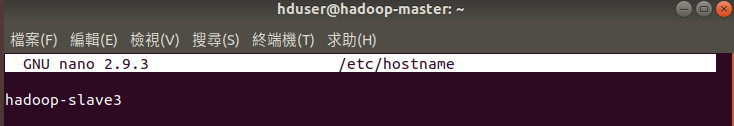 hduser@hadoop-master: ~
檔案(F) 編輯(E) 檢視(V) 搜尋(S) 終端機(T) 求助(H)
GNU nano 2.9.3 /etc/hostname
hadoop-slave3